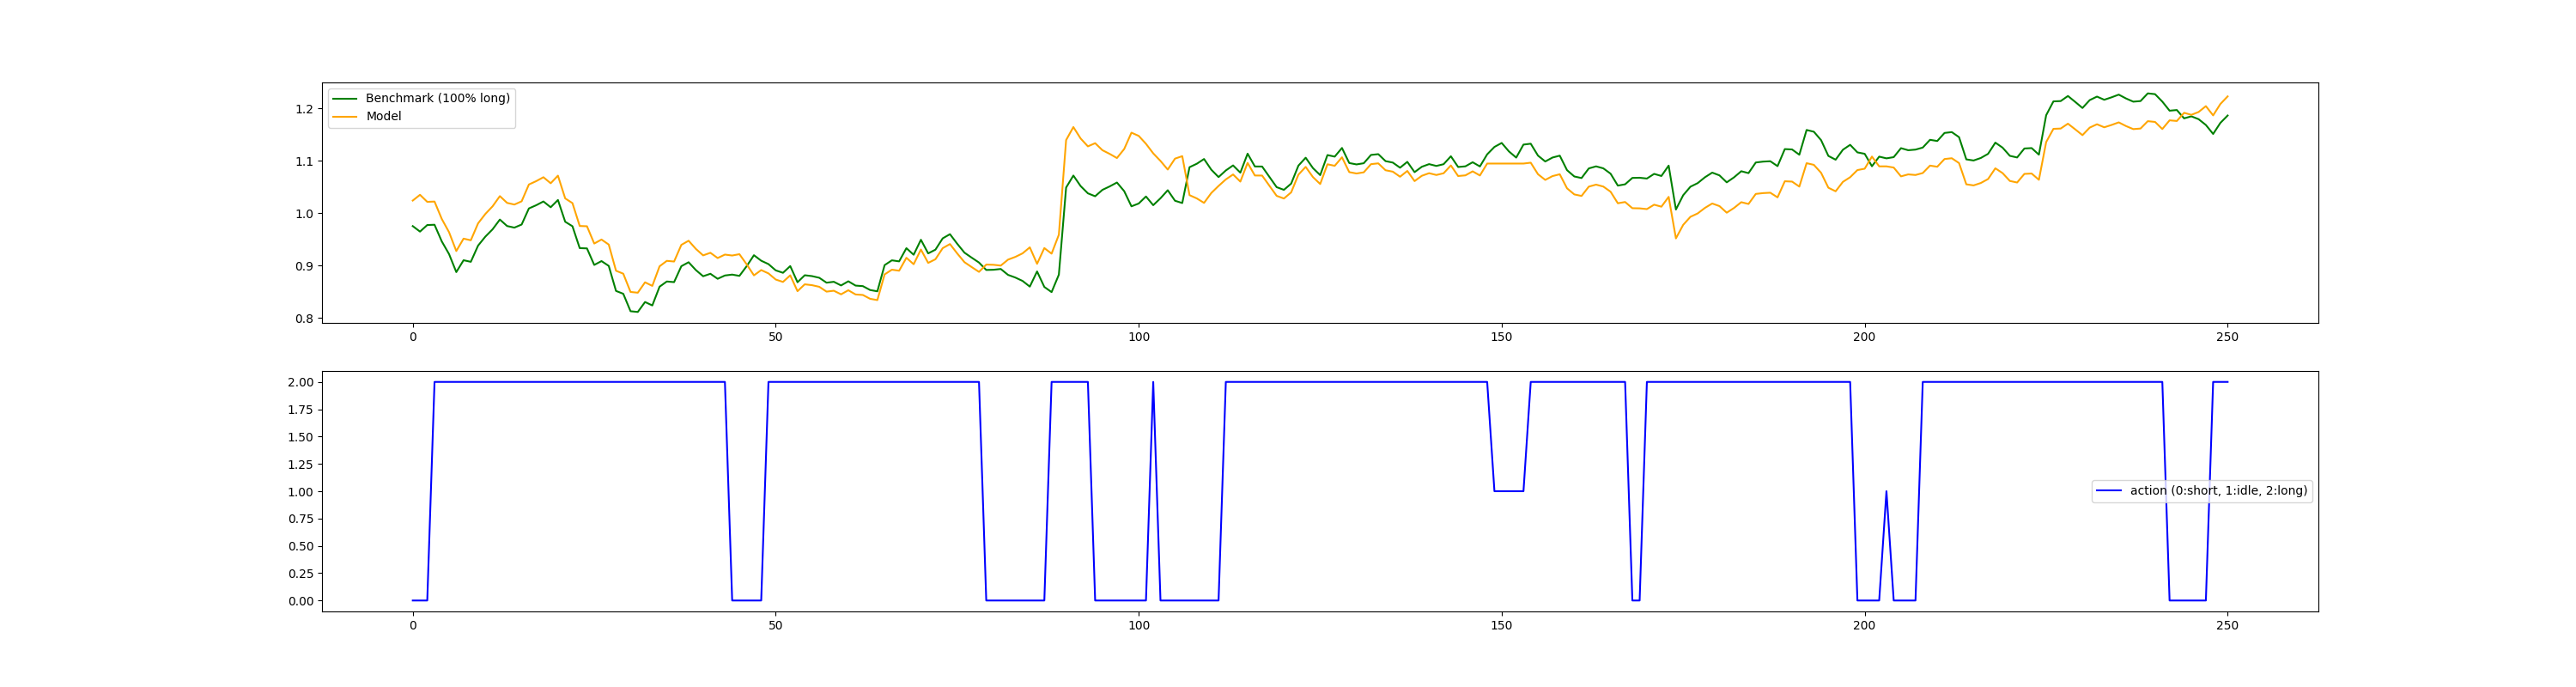 Benchmark (100% long)
Model
1.2
1.1
1.0
0.9
0.8
0 50 100 150 200 250
2.00
1.75
1.50
1.25
1.00
0.75
0.50
0.25
0.00
action (0:short, 1:idle, 2:long)
0 50 100 150 200 250